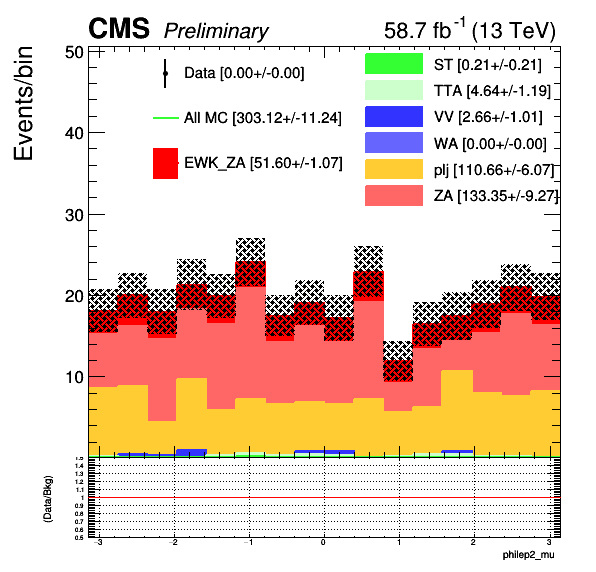 CMS Preliminary 58.7 fb⁻¹ (13 TeV)
Events/bin
50
40
30
20
10
Data [0.00+/-0.00]
All MC [303.12+/-11.24]
EWK_ZA [51.60+/-1.07]
ST [0.21+/-0.21]
TTA [4.64+/-1.19]
VV [2.66+/-1.01]
WA [0.00+/-0.00]
plj [110.66+/-6.07]
ZA [133.35+/-9.27]
(Data/Bkg)
1.5
1.4
1.3
1.2
1.1
1
0.9
0.8
0.7
0.6
0.5
−3 −2 −1 0 1 2 3
philep2_mu